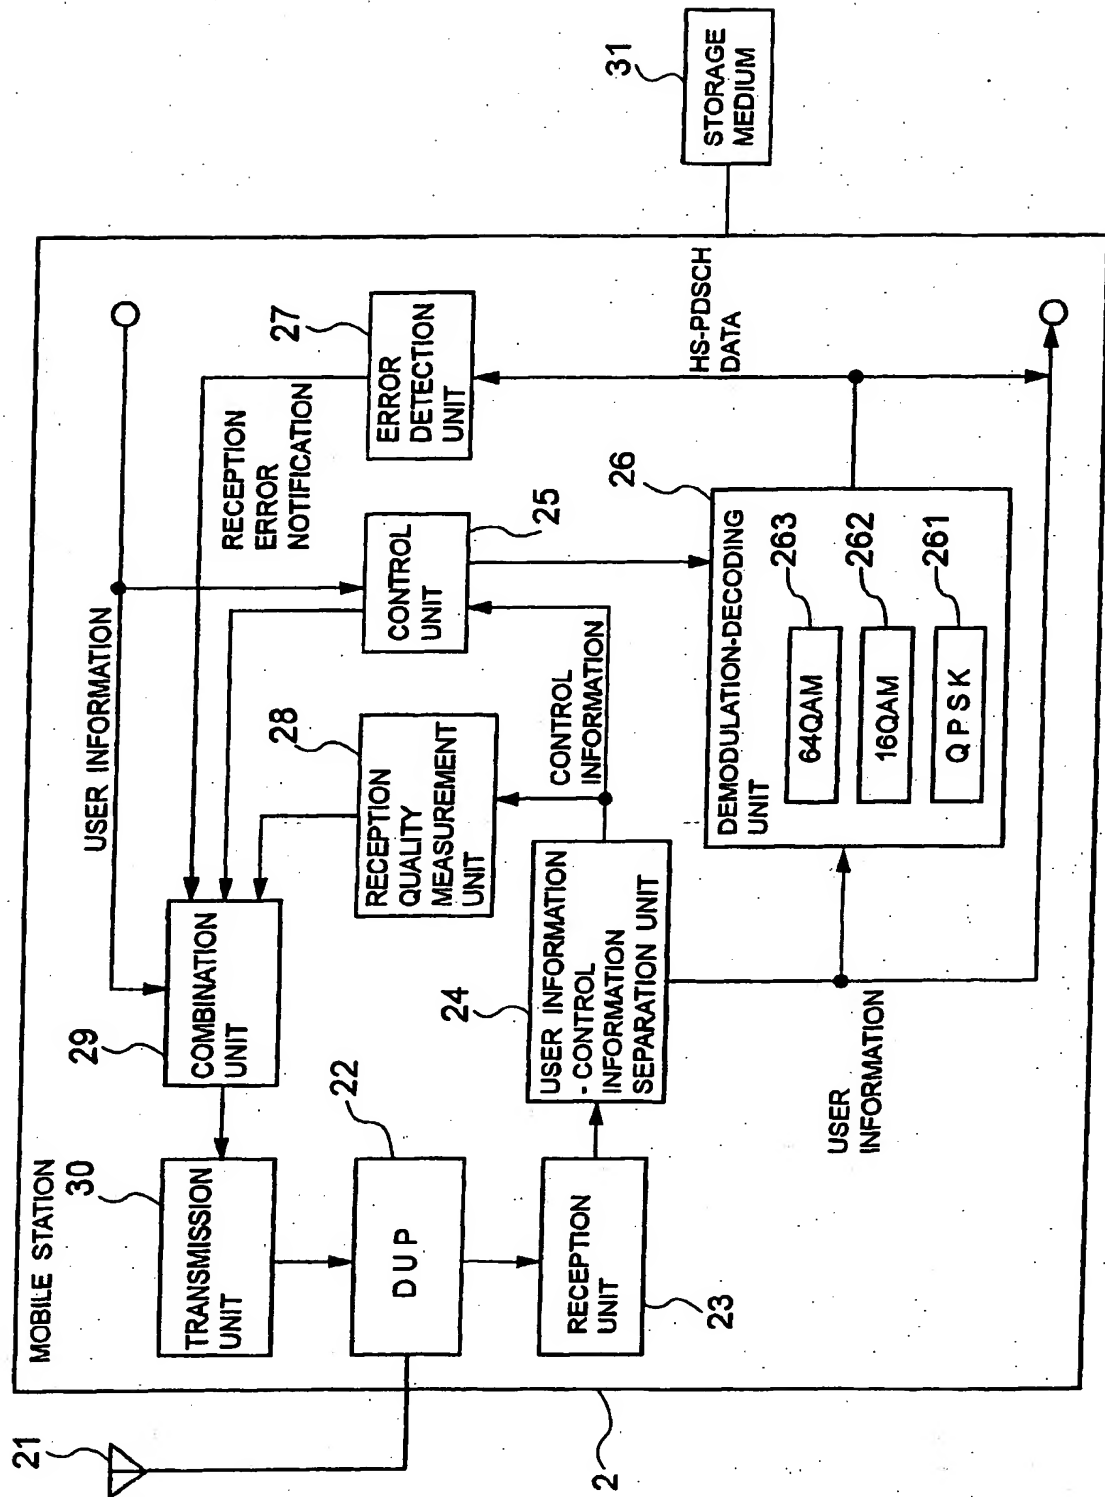 MOBILE STATION
21
2
30
TRANSMISSION
UNIT
29
COMBINATION
UNIT
USER INFORMATION
RECEPTION
ERROR
NOTIFICATION
27
ERROR
DETECTION
UNIT
22
DUP
28
RECEPTION
QUALITY
MEASUREMENT
UNIT
25
CONTROL
UNIT
CONTROL
INFORMATION
23
RECEPTION
UNIT
24
USER INFORMATION
- CONTROL
INFORMATION
SEPARATION UNIT
USER
INFORMATION
26
DEMODULATION-DECODING
UNIT
64QAM
263
16QAM
262
QPSK
261
HS-PDSCH
DATA
31
STORAGE
MEDIUM